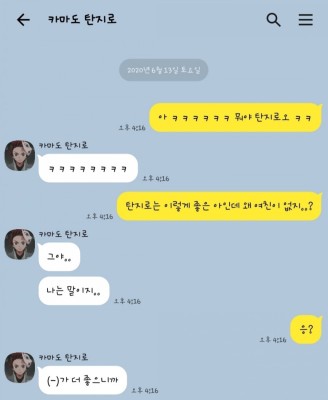 카마도 탄지로
2020년 6월 13일 토요일
아 ㅋㅋㅋㅋㅋㅋ 뭐야 탄지로오 ㅋㅋ
오후 4:16
카마도 탄지로
ㅋㅋㅋㅋㅋㅋㅋㅋ
오후 4:16
탄지로는 이렇게 좋은 아인데 왜 여친이 없지,,?
오후 4:16
카마도 탄지로
그야,,
나는 말이지,,
오후 4:16
응?
오후 4:16
카마도 탄지로
(-)가 더 좋으니까
오후 4:16